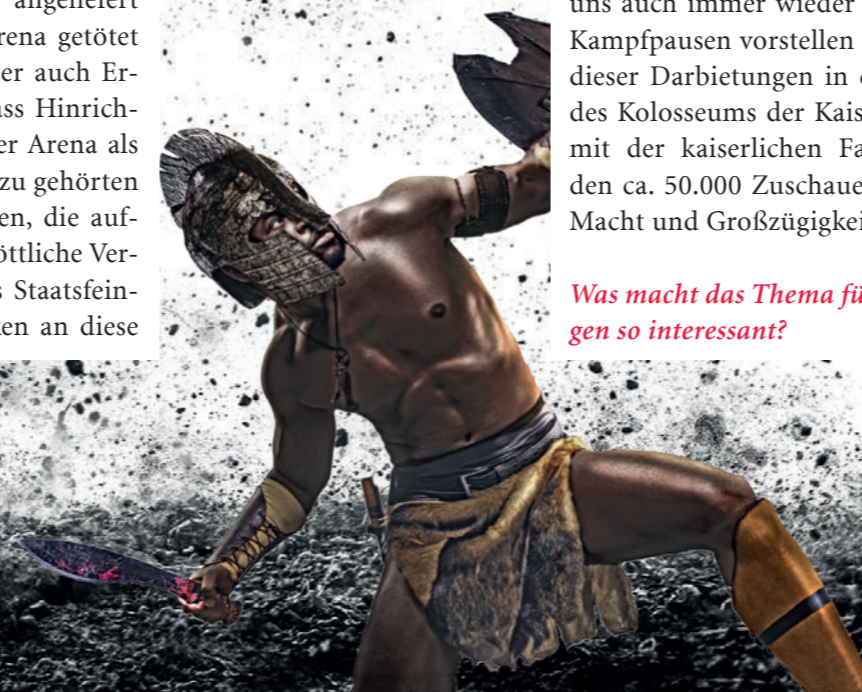 angeliefert
rena getötet
er auch Er-
ss Hinrich-
er Arena als
zu gehörten
en, die auf-
öttliche Ver-
s Staatsfein-
ken an diese
uns auch immer wieder
Kampfpausen vorstellen
dieser Darbietungen in
des Kolosseums der Kais
mit der kaiserlichen Fa
den ca. 50.000 Zuschaue
Macht und Großzügigkei
Was macht das Thema fü
gen so interessant?